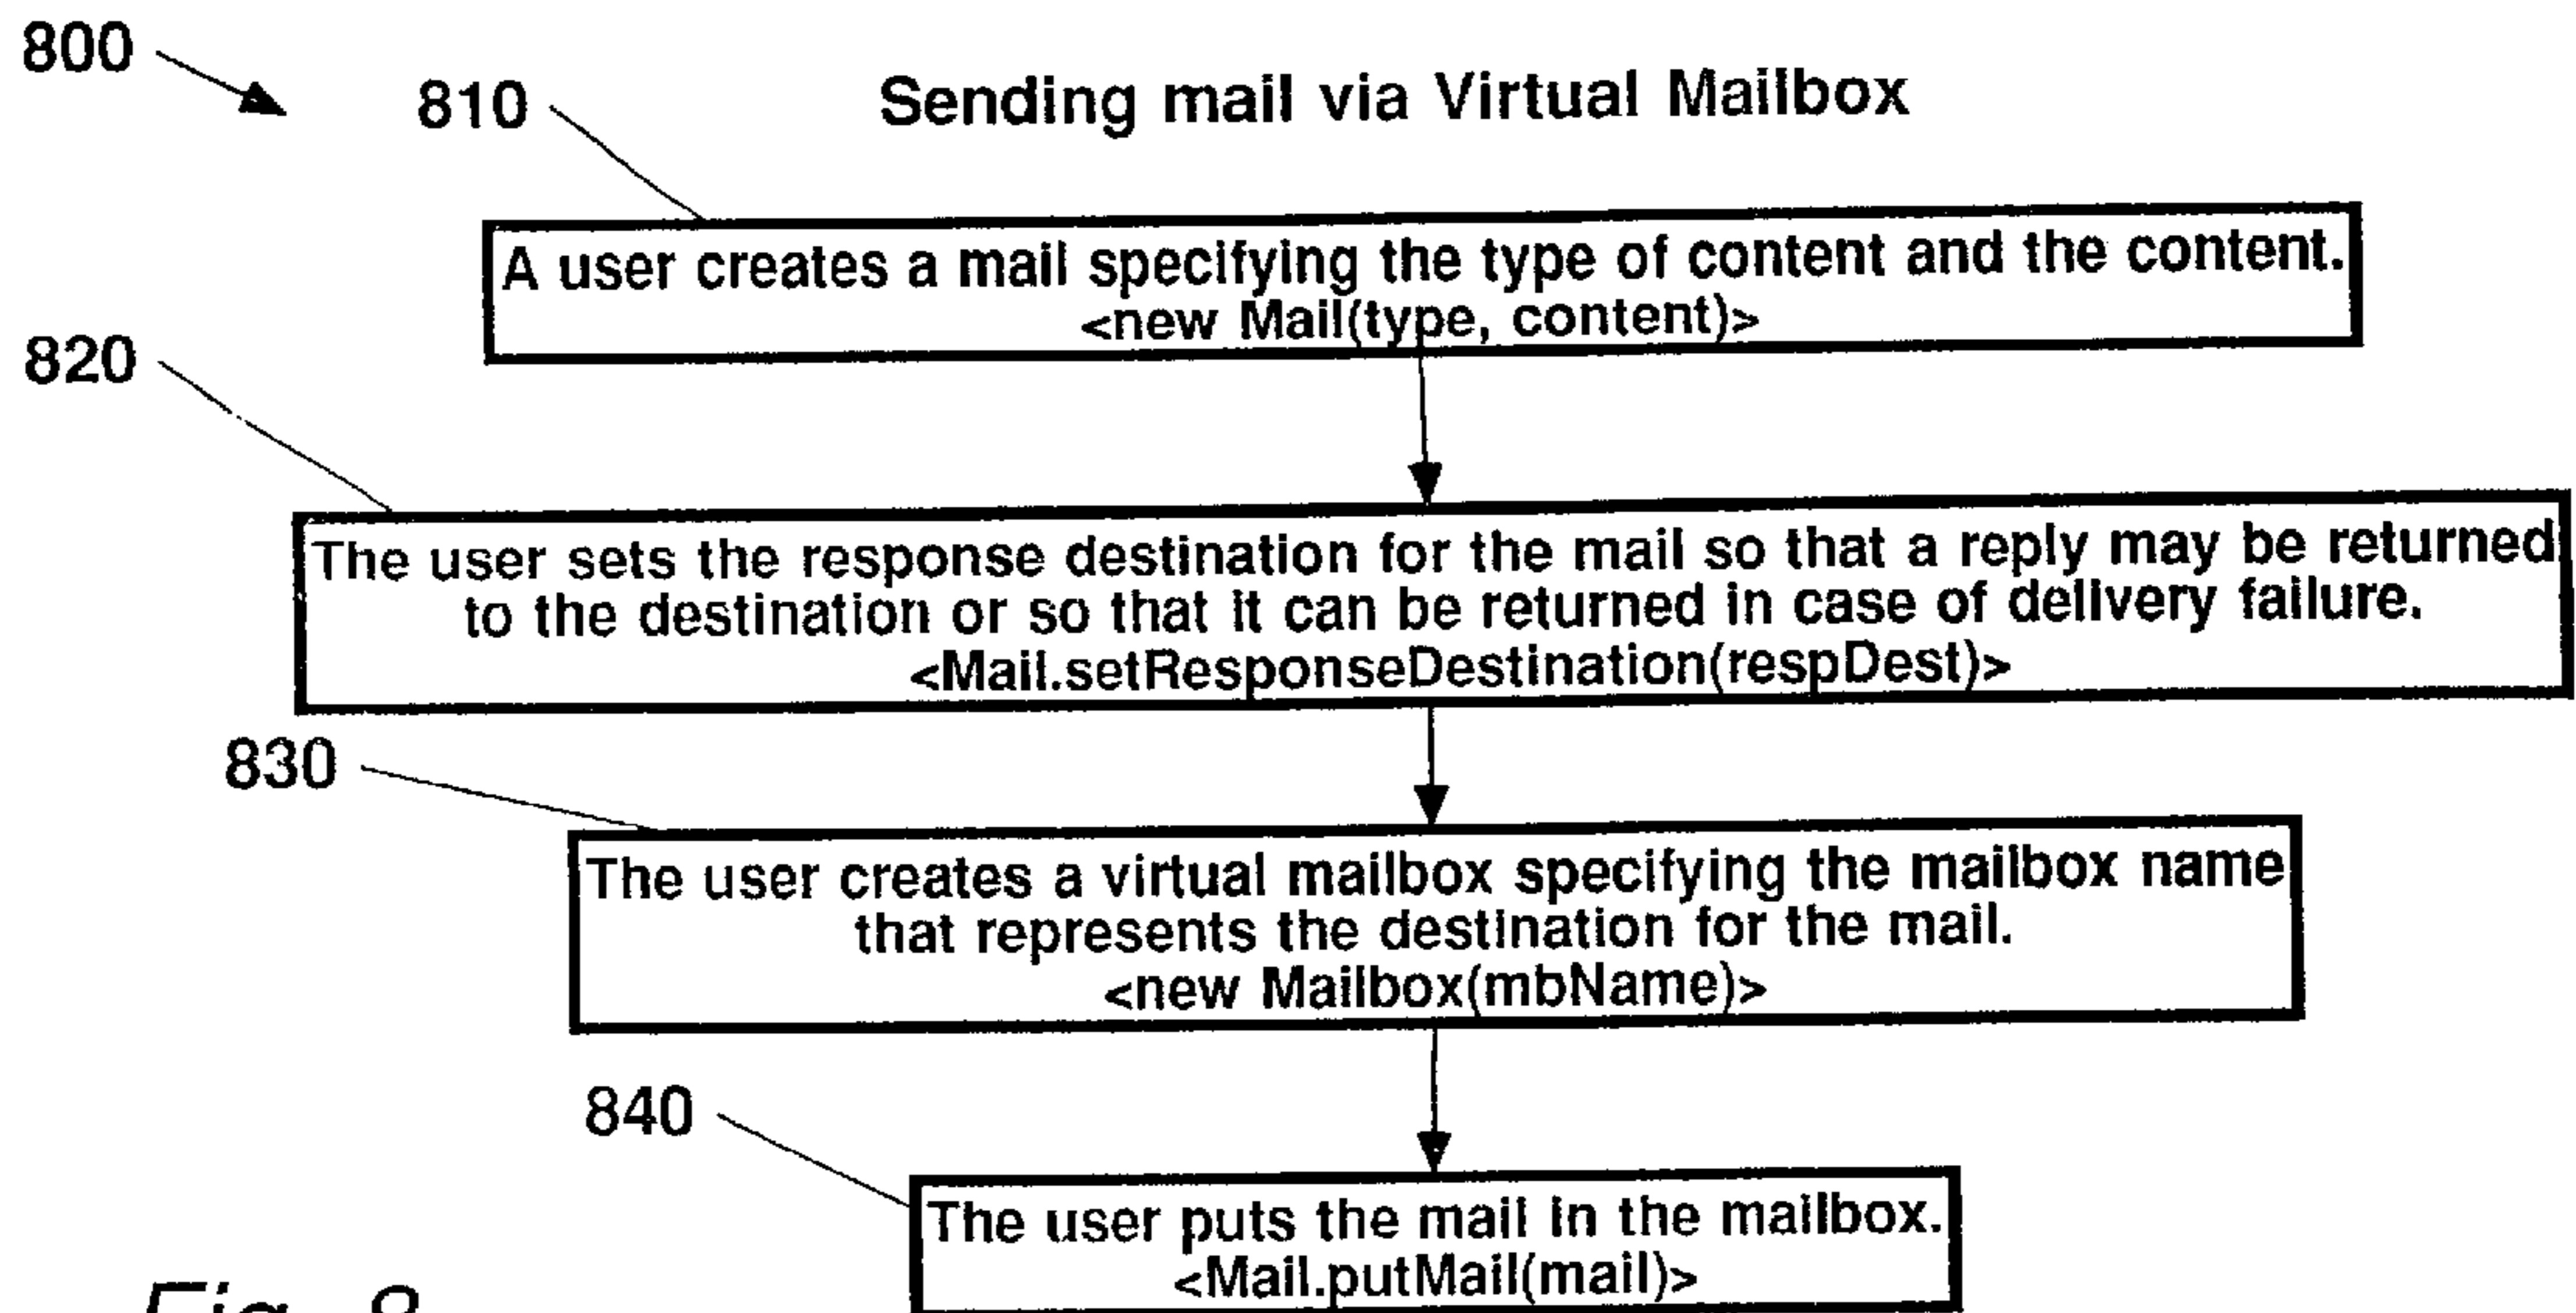 800
810
Sending mail via Virtual Mailbox
A user creates a mail specifying the type of content and the content.
<new Mail(type, content)>
820
The user sets the response destination for the mail so that a reply may be returned
to the destination or so that it can be returned in case of delivery failure.
<Mail.setResponseDestination(respDest)>
830
The user creates a virtual mailbox specifying the mailbox name
that represents the destination for the mail.
<new Mailbox(mbName)>
840
The user puts the mail in the mailbox.
<Mail.putMail(mail)>
Fig. 8